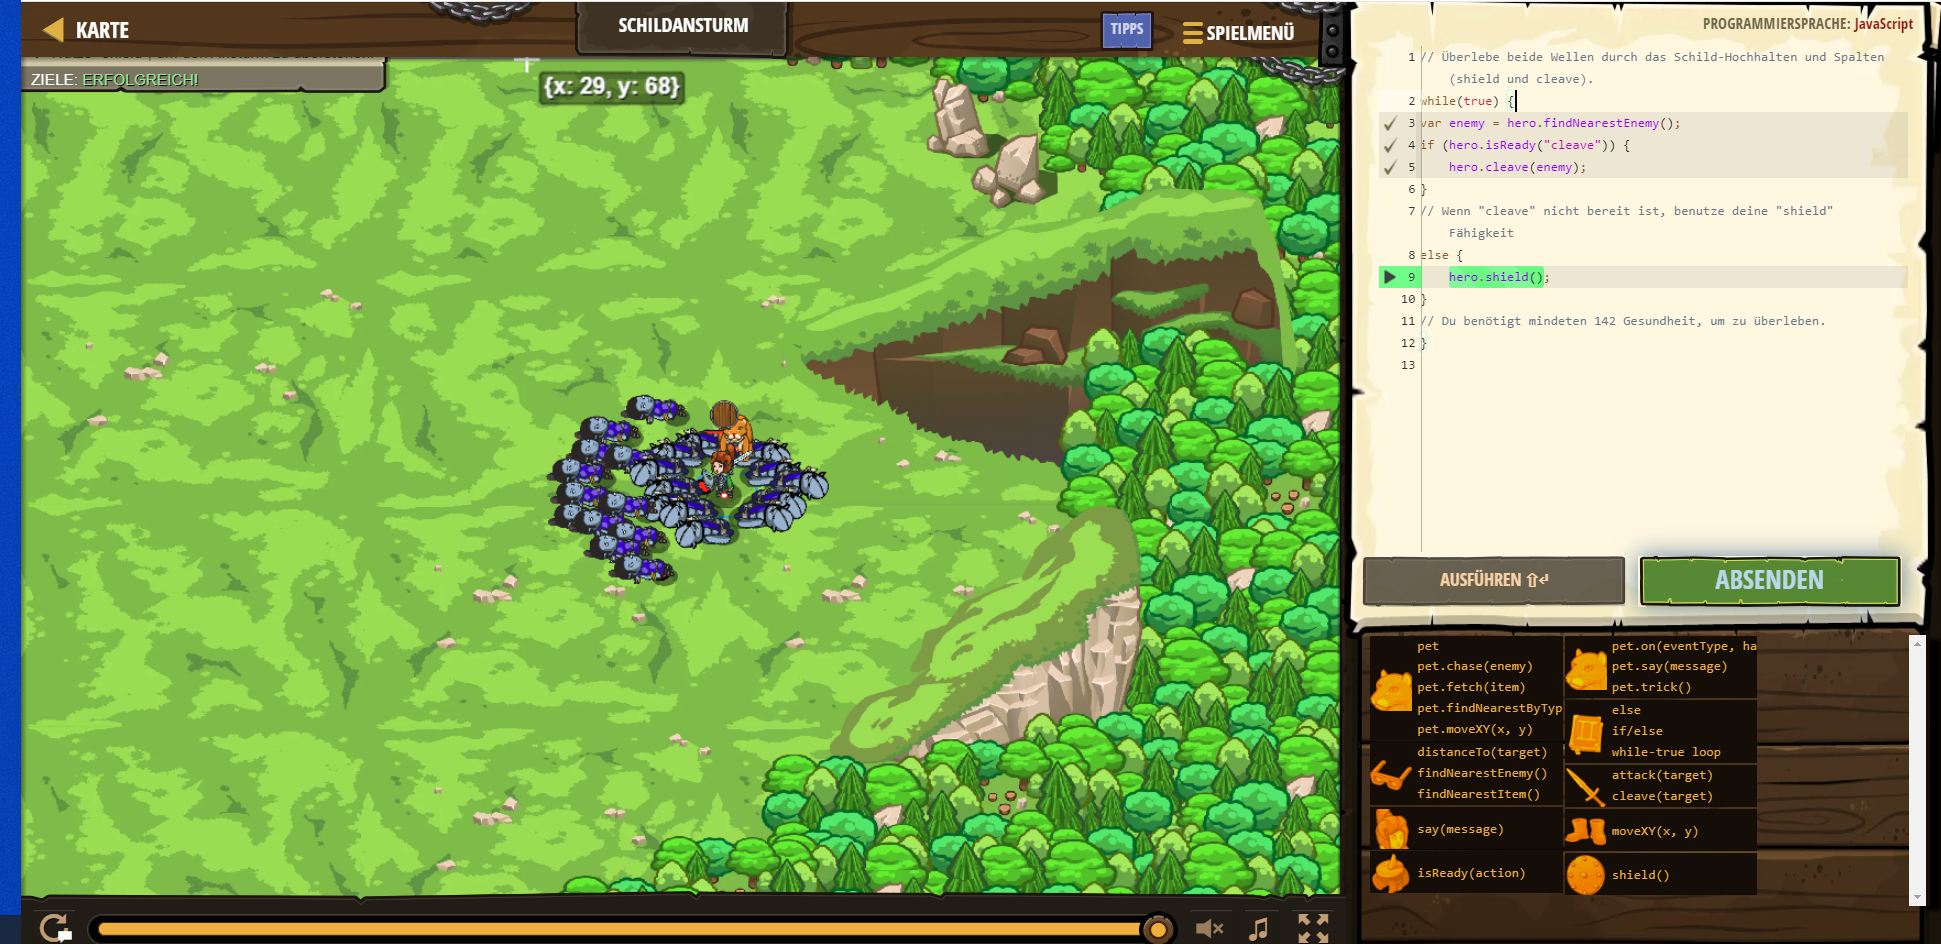 KARTE
SCHILDANSTURM
TIPPS
SPIELMENÜ
ZIELE: ERFOLGREICH!
{x: 29, y: 68}
PROGRAMMIERSPRACHE: JavaScript
1 // Überlebe beide Wellen durch das Schild-Hochhalten und Spalten
(shield und cleave).
2 while(true) {
3 var enemy = hero.findNearestEnemy();
4 if (hero.isReady("cleave")) {
5 hero.cleave(enemy);
6 }
7 // Wenn "cleave" nicht bereit ist, benutze deine "shield"
Fähigkeit
8 else {
9 hero.shield();
10 }
11 // Du benötigt mindeten 142 Gesundheit, um zu überleben.
12 }
13
AUSFÜHREN ⇧↵
ABSENDEN
pet
pet.chase(enemy)
pet.fetch(item)
pet.findNearestByTyp
pet.moveXY(x, y)
distanceTo(target)
findNearestEnemy()
findNearestItem()
say(message)
isReady(action)
pet.on(eventType, ha
pet.say(message)
pet.trick()
else
if/else
while-true loop
attack(target)
cleave(target)
moveXY(x, y)
shield()